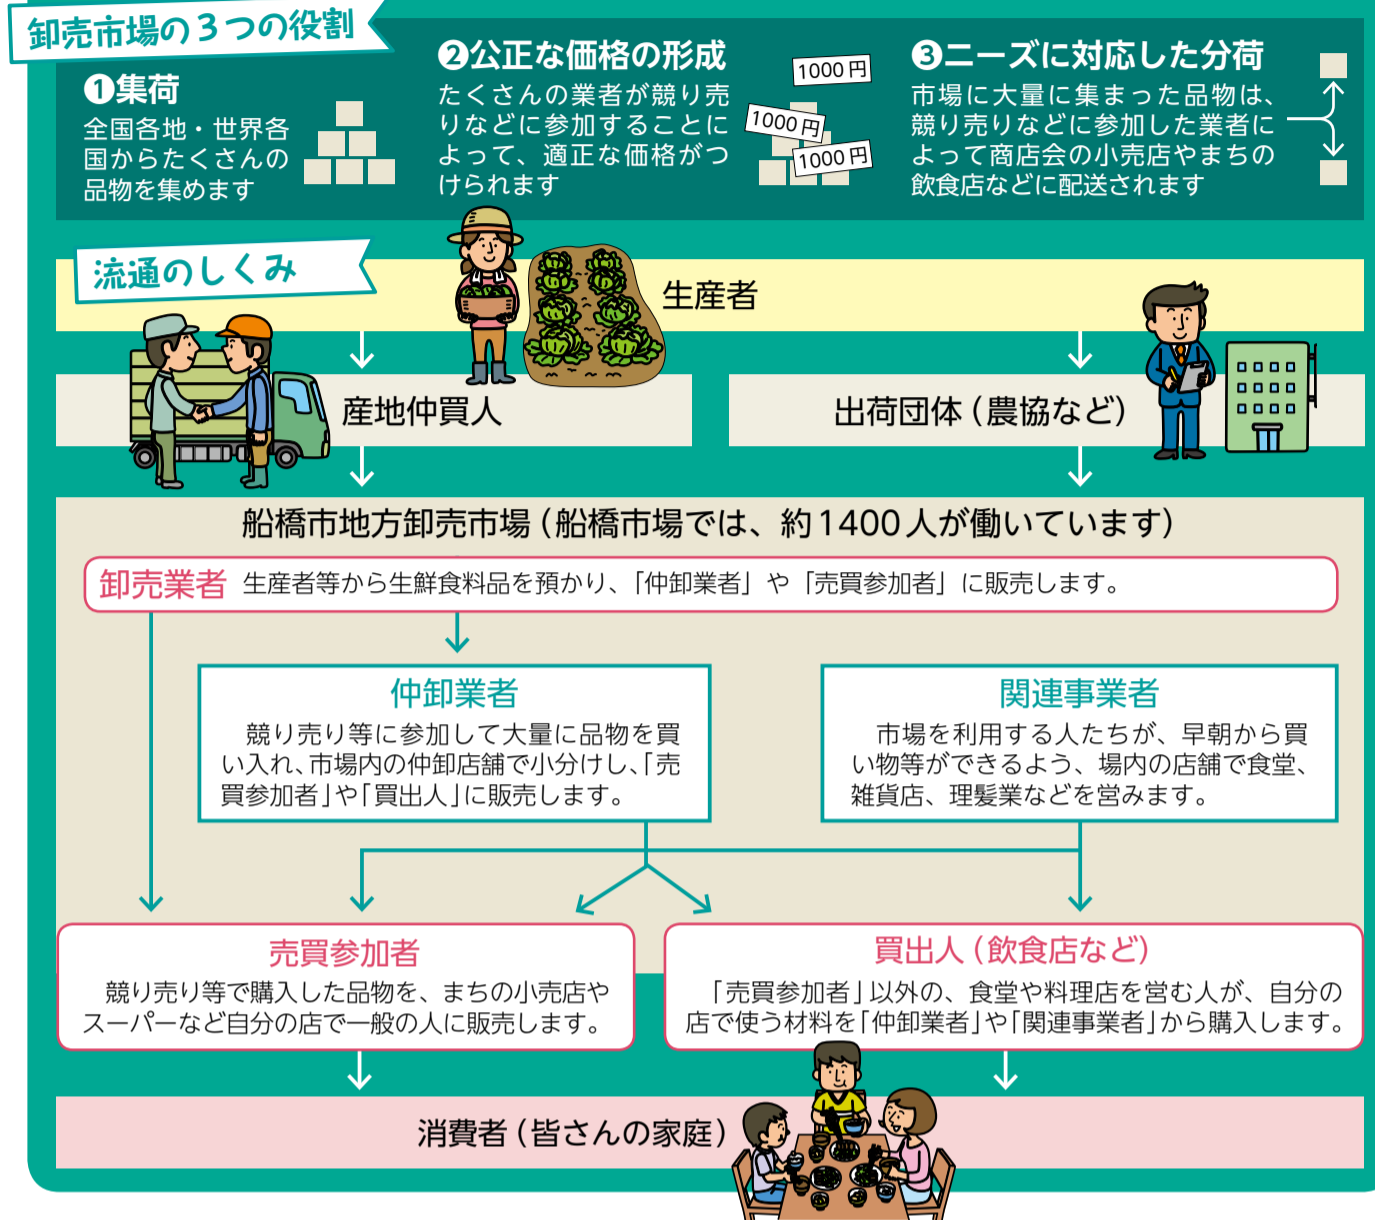 卸売市場の３つの役割
❶集荷
全国各地・世界各
国からたくさんの
品物を集めます
❷公正な価格の形成
たくさんの業者が競り売
りなどに参加することに
よって、適正な価格がつ
けられます
1000円
1000円
1000円
❸ニーズに対応した分荷
市場に大量に集まった品物は、
競り売りなどに参加した業者に
よって商店会の小売店やまちの
飲食店などに配送されます
流通のしくみ
生産者
産地仲買人
出荷団体（農協など）
船橋市地方卸売市場（船橋市場では、約1400人が働いています）
卸売業者 生産者等から生鮮食料品を預かり、「仲卸業者」や「売買参加者」に販売します。
仲卸業者
競り売り等に参加して大量に品物を買
い入れ、市場内の仲卸店舗で小分けし、「売
買参加者」や「買出人」に販売します。
関連事業者
市場を利用する人たちが、早朝から買
い物等ができるよう、場内の店舗で食堂、
雑貨店、理髪業などを営みます。
売買参加者
競り売り等で購入した品物を、まちの小売店や
スーパーなど自分の店で一般の人に販売します。
買出人（飲食店など）
「売買参加者」以外の、食堂や料理店を営む人が、自分の
店で使う材料を「仲卸業者」や「関連事業者」から購入します。
消費者（皆さんの家庭）